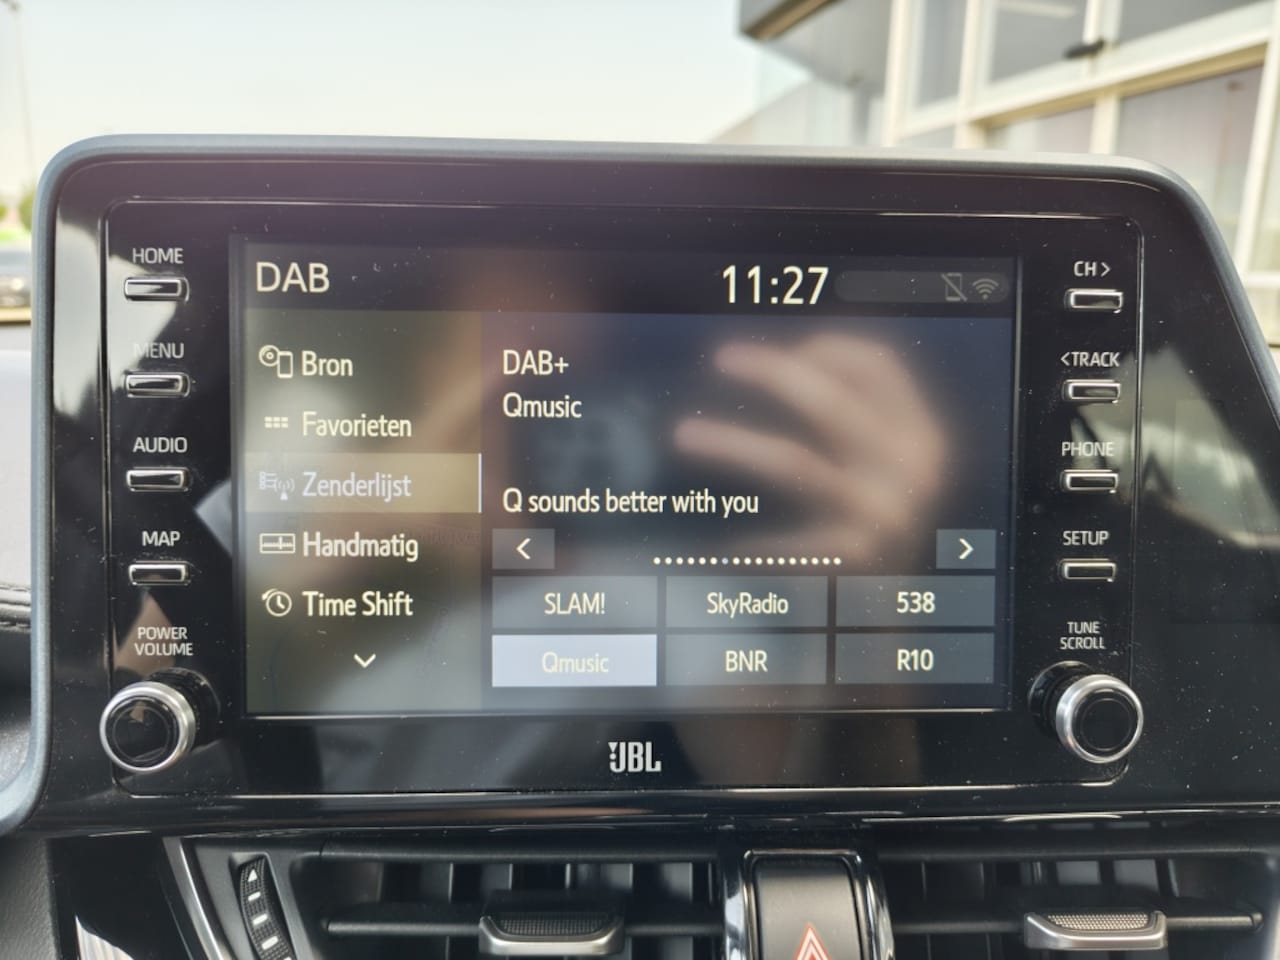 HOME
MENU
AUDIO
MAP
POWER
VOLUME
DAB
11:27
Bron
Favorieten
Zenderlijst
Handmatig
Time Shift
DAB+
Qmusic
Q sounds better with you
SLAM!
SkyRadio
538
Qmusic
BNR
R10
CH>
<TRACK
PHONE
SETUP
TUNE
SCROLL
JBL